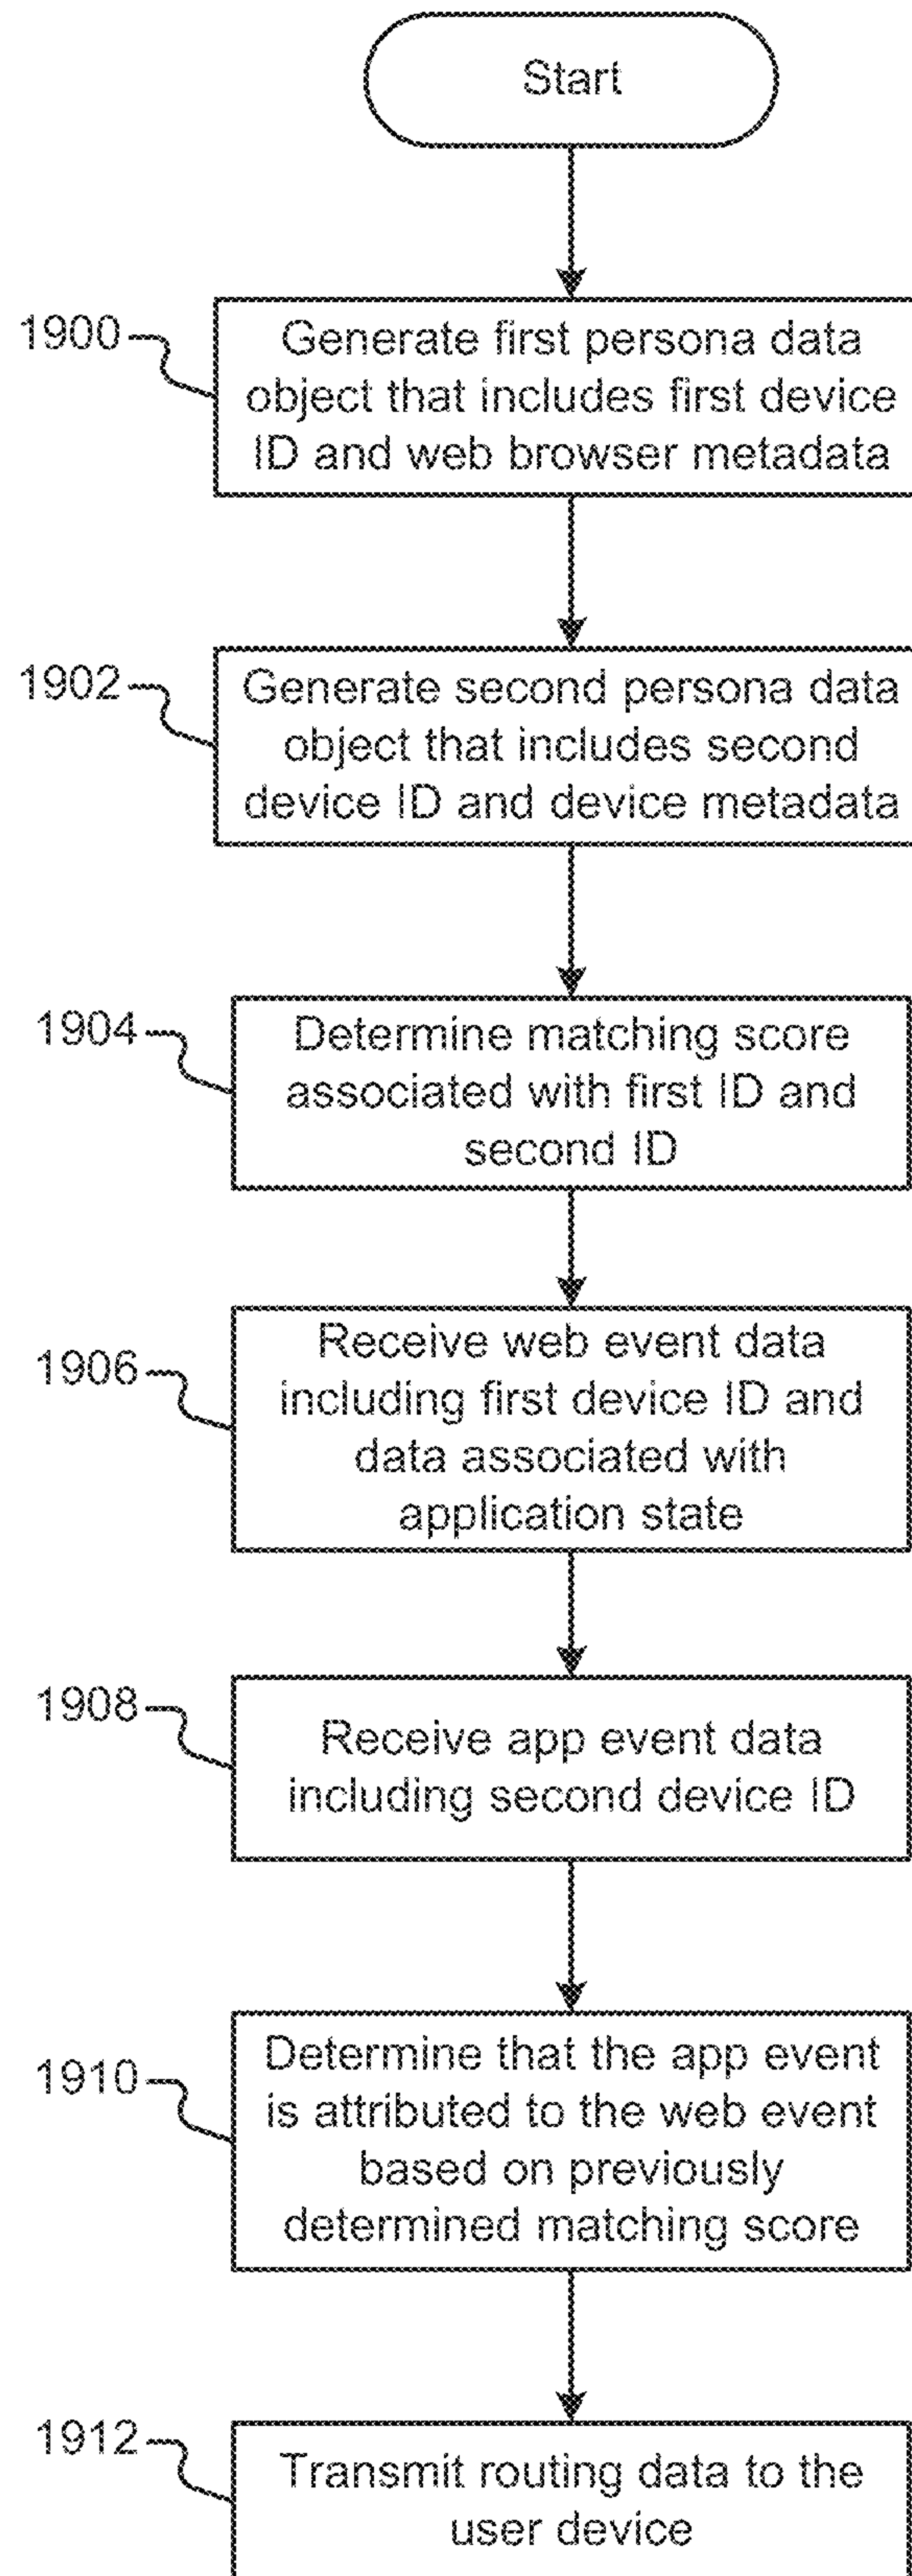 Start
1900
Generate first persona data
object that includes first device
ID and web browser metadata
1902
Generate second persona data
object that includes second
device ID and device metadata
1904
Determine matching score
associated with first ID and
second ID
1906
Receive web event data
including first device ID and
data associated with
application state
1908
Receive app event data
including second device ID
1910
Determine that the app event
is attributed to the web event
based on previously
determined matching score
1912
Transmit routing data to the
user device